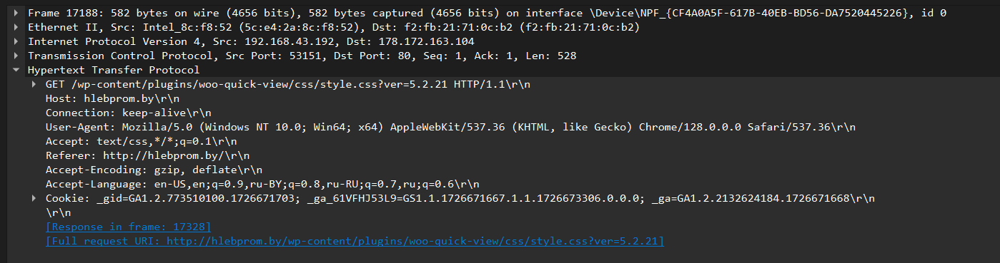 Frame 17188: 582 bytes on wire (4656 bits), 582 bytes captured (4656 bits) on interface \Device\NPF_{CF4A0A5F-617B-40EB-BD56-DA7520445226}, id 0
Ethernet II, Src: Intel_8c:f8:52 (5c:e4:2a:8c:f8:52), Dst: f2:fb:21:71:0c:b2 (f2:fb:21:71:0c:b2)
Internet Protocol Version 4, Src: 192.168.43.192, Dst: 178.172.163.104
Transmission Control Protocol, Src Port: 53151, Dst Port: 80, Seq: 1, Ack: 1, Len: 528
Hypertext Transfer Protocol
GET /wp-content/plugins/woo-quick-view/css/style.css?ver=5.2.21 HTTP/1.1\r\n
Host: hlebprom.by\r\n
Connection: keep-alive\r\n
User-Agent: Mozilla/5.0 (Windows NT 10.0; Win64; x64) AppleWebKit/537.36 (KHTML, like Gecko) Chrome/128.0.0.0 Safari/537.36\r\n
Accept: text/css,*/*;q=0.1\r\n
Referer: http://hlebprom.by/\r\n
Accept-Encoding: gzip, deflate\r\n
Accept-Language: en-US,en;q=0.9,ru-BY;q=0.8,ru-RU;q=0.7,ru;q=0.6\r\n
Cookie: _gid=GA1.2.773510100.1726671703; _ga_61VFHJ53L9=GS1.1.1726671667.1.1.1726673306.0.0.0; _ga=GA1.2.2132624184.1726671668\r\n
\r\n
[Response in frame: 17328]
[Full request URI: http://hlebprom.by/wp-content/plugins/woo-quick-view/css/style.css?ver=5.2.21]